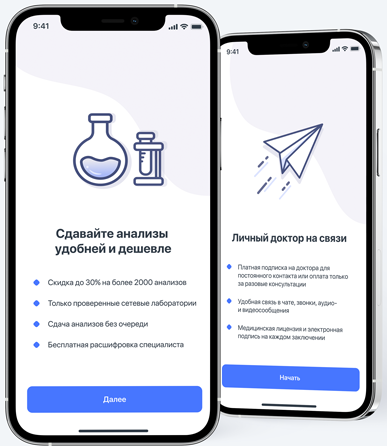 9:41
Сдавайте анализы
удобней и дешевле
Скидка до 30% на более 2000 анализов
Только проверенные сетевые лаборатории
Сдача анализов без очереди
Бесплатная расшифровка специалиста
Далее
9:41
Личный доктор на связи
Платная подписка на доктора для
постоянного контакта или оплата только
за разовые консультации
Удобная связь в чате, звонки, аудио-
и видеосообщения
Медицинская лицензия и электронная
подпись на каждом заключении
Начать